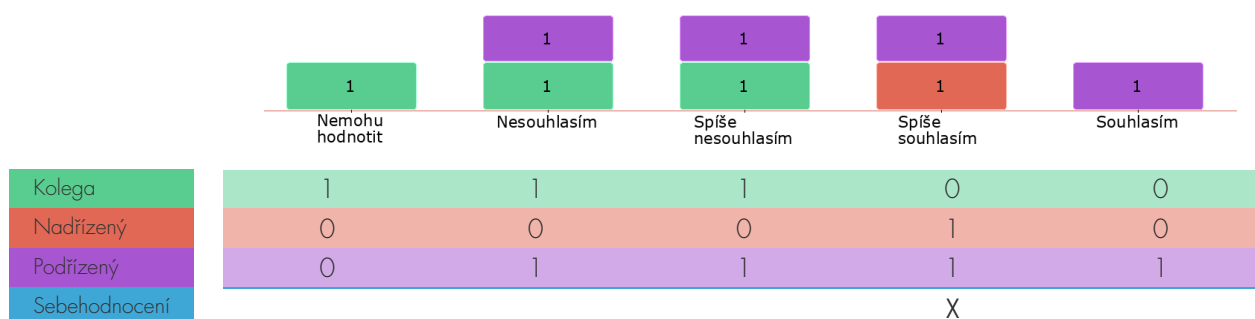 1 1 1
1 1 1 1 1
Nemohu hodnotit
Nesouhlasím
Spíše nesouhlasím
Spíše souhlasím
Souhlasím
Kolega 1 1 1 0 0
Nadřízený 0 0 0 1 0
Podřízený 0 1 1 1 1
Sebehodnocení X